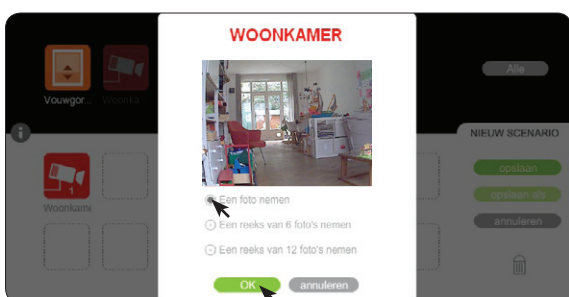 WOONKAMER
Alle
Vouwgor... Woonka
NIEUW SCENARIO
opslaan
opslaan als
annuleren
Woonkame
Een foto nemen
Een reeks van 6 foto's nemen
Een reeks van 12 foto's nemen
OK annuleren